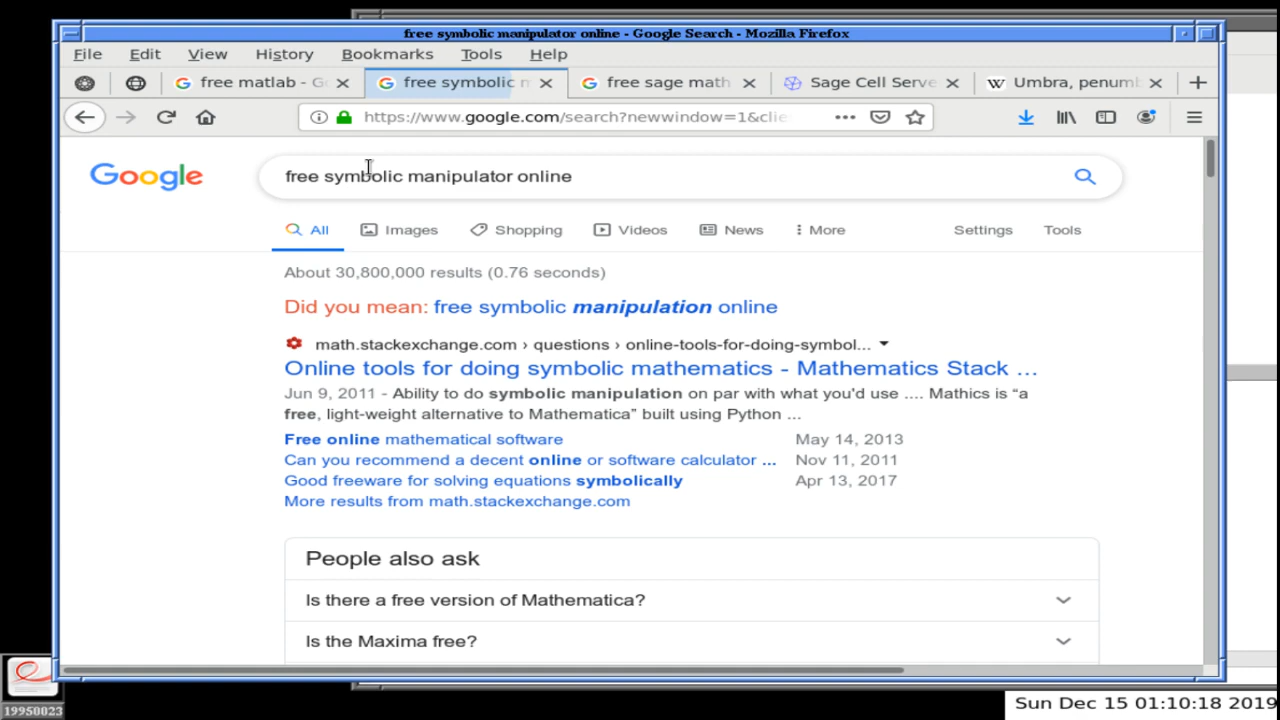 free symbolic manipulator online - Google Search - Mozilla Firefox
File Edit View History Bookmarks Tools Help
free matlab - Go
free symbolic m
free sage math
Sage Cell Serve
Umbra, penumb
https://www.google.com/search?newwindow=1&clie
Google
free symbolic manipulator online
All Images Shopping Videos News More Settings Tools
About 30,800,000 results (0.76 seconds)
Did you mean: free symbolic manipulation online
math.stackexchange.com › questions › online-tools-for-doing-symbol...
Online tools for doing symbolic mathematics - Mathematics Stack ...
Jun 9, 2011 - Ability to do symbolic manipulation on par with what you'd use .... Mathics is “a
free, light-weight alternative to Mathematica” built using Python ...
Free online mathematical software May 14, 2013
Can you recommend a decent online or software calculator ... Nov 11, 2011
Good freeware for solving equations symbolically Apr 13, 2017
More results from math.stackexchange.com
People also ask
Is there a free version of Mathematica?
Is the Maxima free?
19950023
Sun Dec 15 01:10:18 2019